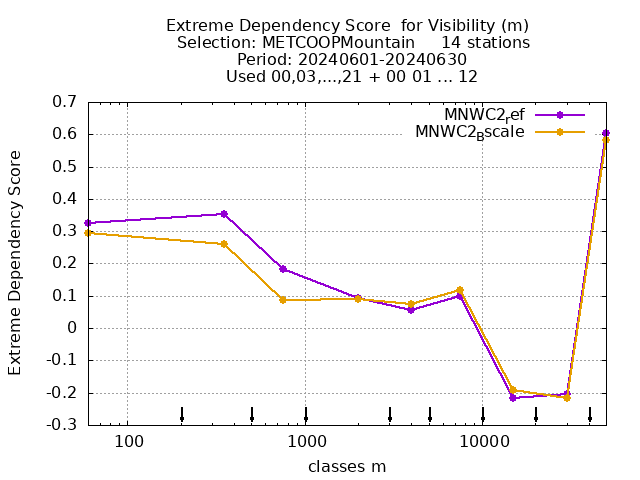 Extreme Dependency Score  for Visibility (m)
Selection: METCOOPMountain     14 stations
Period: 20240601-20240630
Used 00,03,...,21 + 00 01 ... 12
MNWC2ref
MNWC2Bscale
Extreme Dependency Score
0.7
0.6
0.5
0.4
0.3
0.2
0.1
0
-0.1
-0.2
-0.3
100 1000 10000
classes m